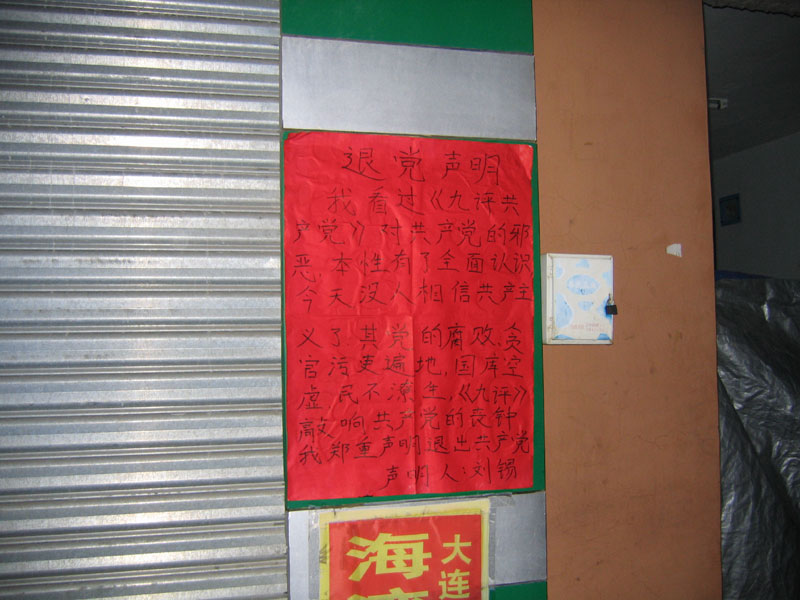 退党声明
我看过《九评共
产党》对共产党的邪
恶本性有了全面认识
今天没人相信共产主
义了.其党的腐败.贪
官污吏遍地,国库空
虚民不潦生,《九评》
敲响共产党的丧钟
我郑重声明退出共产党
声明人:刘锡
大连
海湾